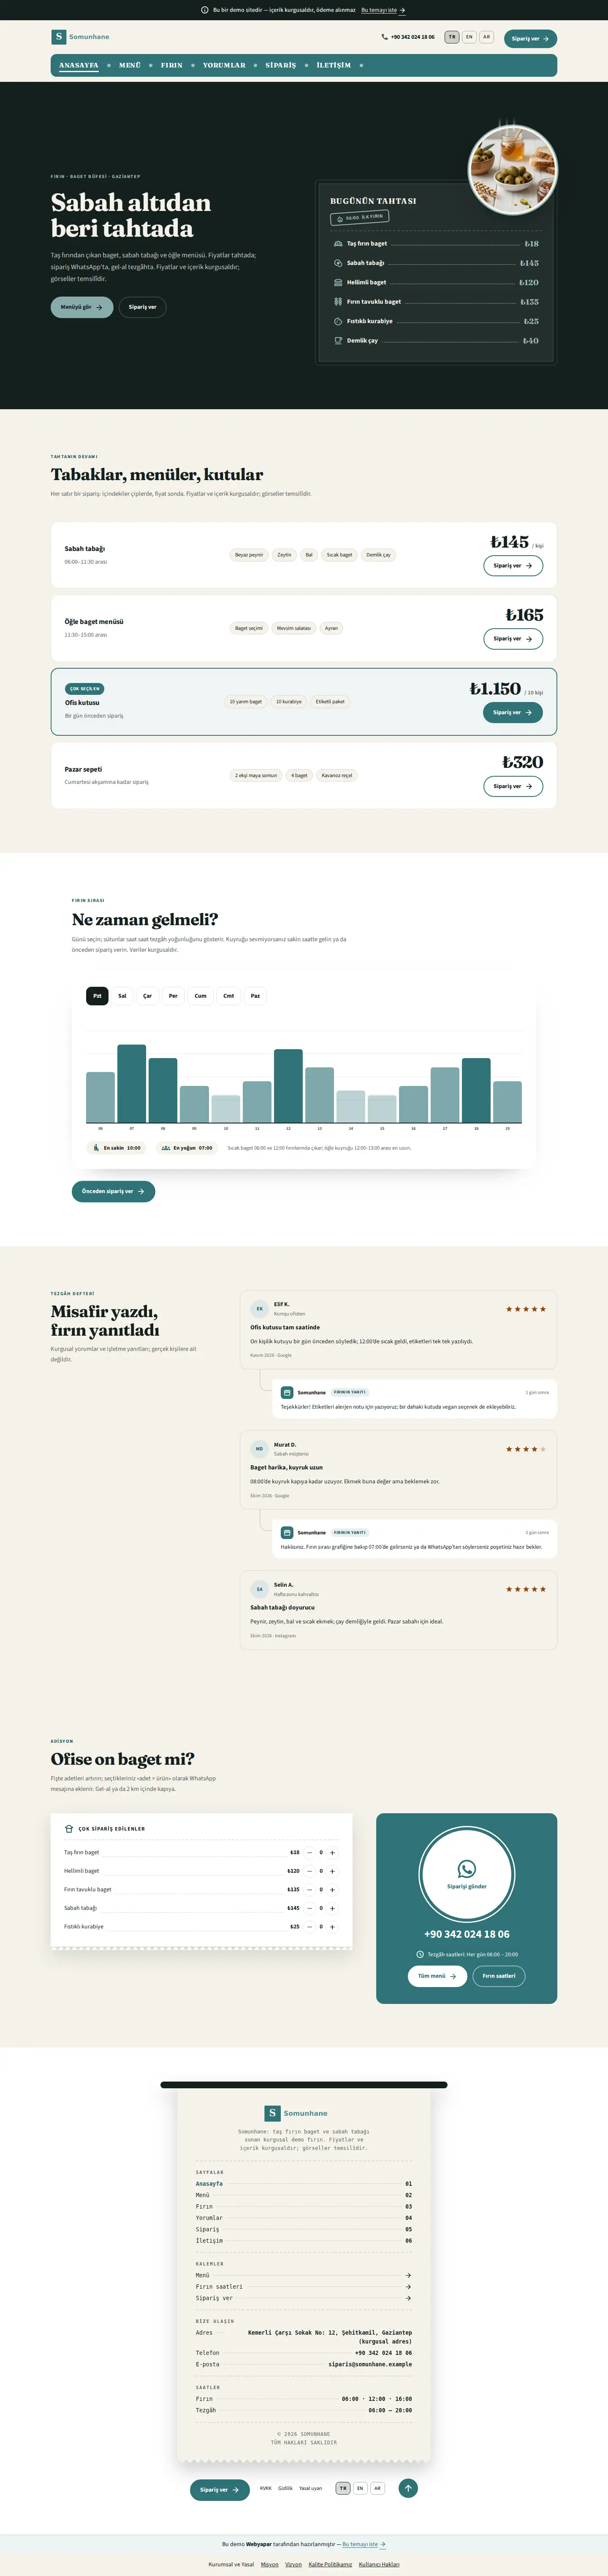 Bu bir demo sitedir — içerik kurgusaldır, ödeme alınmaz Bu temayı iste
S Somunhane
+90 342 024 18 06 TR EN AR Sipariş ver
ANASAYFA MENÜ FIRIN YORUMLAR SİPARİŞ İLETİŞİM
FIRIN · BAGET BÜFESİ · GAZİANTEP
Sabah altıdan
beri tahtada
Taş fırından çıkan baget, sabah tabağı ve öğle menüsü. Fiyatlar tahtada;
sipariş WhatsApp'ta, gel-al tezgâhta. Fiyatlar ve içerik kurgusaldır;
görseller temsilîdir.
Menüyü gör Sipariş ver
BUGÜNÜN TAHTASI
06:00 İLK FIRIN
Taş fırın baget ₺18
Sabah tabağı ₺145
Hellimli baget ₺120
Fırın tavuklu baget ₺135
Fıstıklı kurabiye ₺25
Demlik çay ₺40
TAHTANIN DEVAMI
Tabaklar, menüler, kutular
Her satır bir sipariş: içindekiler çiplerde, fiyat sonda. Fiyatlar ve içerik kurgusaldır; görseller temsilîdir.
Sabah tabağı
06:00–11:30 arası
Beyaz peynir Zeytin Bal Sıcak baget Demlik çay
₺145 / kişi
Sipariş ver
Öğle baget menüsü
11:30–15:00 arası
Baget seçimi Mevsim salatası Ayran
₺165
Sipariş ver
ÇOK SEÇİLEN
Ofis kutusu
Bir gün önceden sipariş
10 yarım baget 10 kurabiye Etiketli paket
₺1.150 / 10 kişi
Sipariş ver
Pazar sepeti
Cumartesi akşamına kadar sipariş
2 ekşi maya somun 4 baget Kavanoz reçel
₺320
Sipariş ver
FIRIN SIRASI
Ne zaman gelmeli?
Günü seçin; sütunlar saat saat tezgâh yoğunluğunu gösterir. Kuyruğu sevmiyorsanız sakin saatte gelin ya da
önceden sipariş verin. Veriler kurgusaldır.
Pzt Sal Çar Per Cum Cmt Paz
06 07 08 09 10 11 12 13 14 15 16 17 18 19
En sakin 10:00 En yoğun 07:00 Sıcak baget 06:00 ve 12:00 fırınlarında çıkar; öğle kuyruğu 12:00–13:00 arası en uzun.
Önceden sipariş ver
TEZGÂH DEFTERİ
Misafir yazdı,
fırın yanıtladı
Kurgusal yorumlar ve işletme yanıtları; gerçek kişilere ait
değildir.
EK Elif K.
Komşu ofisten
Ofis kutusu tam saatinde
On kişilik kutuyu bir gün önceden söyledik; 12:00'de sıcak geldi, etiketleri tek tek yazılıydı.
Kasım 2026 · Google
Somunhane FIRININ YANITI 1 gün sonra
Teşekkürler! Etiketleri alerjen notu için yazıyoruz; bir dahaki kutuda vegan seçenek de ekleyebiliriz.
MD Murat D.
Sabah müşterisi
Baget harika, kuyruk uzun
08:00'de kuyruk kapıya kadar uzuyor. Ekmek buna değer ama beklemek zor.
Ekim 2026 · Google
Somunhane FIRININ YANITI 2 gün sonra
Haklısınız. Fırın sırası grafiğine bakıp 07:00'de gelirseniz ya da WhatsApp'tan söylerseniz poşetiniz hazır bekler.
SA Selin A.
Hafta sonu kahvaltısı
Sabah tabağı doyurucu
Peynir, zeytin, bal ve sıcak ekmek; çay demliğiyle geldi. Pazar sabahı için ideal.
Ekim 2026 · Instagram
ADİSYON
Ofise on baget mi?
Fişte adetleri artırın; seçtikleriniz «adet × ürün» olarak WhatsApp
mesajına eklenir. Gel-al ya da 2 km içinde kapıya.
ÇOK SİPARİŞ EDİLENLER
Taş fırın baget ₺18 — 0 +
Hellimli baget ₺120 — 0 +
Fırın tavuklu baget ₺135 — 0 +
Sabah tabağı ₺145 — 0 +
Fıstıklı kurabiye ₺25 — 0 +
Siparişi gönder
+90 342 024 18 06
Tezgâh saatleri: Her gün 06:00 – 20:00
Tüm menü Fırın saatleri
S Somunhane
Somunhane: taş fırın baget ve sabah tabağı
sunan kurgusal demo fırın. Fiyatlar ve
içerik kurgusaldır; görseller temsilîdir.
SAYFALAR
Anasayfa 01
Menü 02
Fırın 03
Yorumlar 04
Sipariş 05
İletişim 06
KALEMLER
Menü
Fırın saatleri
Sipariş ver
BİZE ULAŞIN
Adres Kemerli Çarşı Sokak No: 12, Şehitkamil, Gaziantep
(kurgusal adres)
Telefon +90 342 024 18 06
E-posta siparis@somunhane.example
SAATLER
Fırın 06:00 · 12:00 · 16:00
Tezgâh 06:00 – 20:00
© 2026 SOMUNHANE
TÜM HAKLARI SAKLIDIR
Sipariş ver KVKK Gizlilik Yasal uyarı TR EN AR
Bu demo Webyapar tarafından hazırlanmıştır — Bu temayı iste
Kurumsal ve Yasal Misyon Vizyon Kalite Politikamız Kullanıcı Hakları